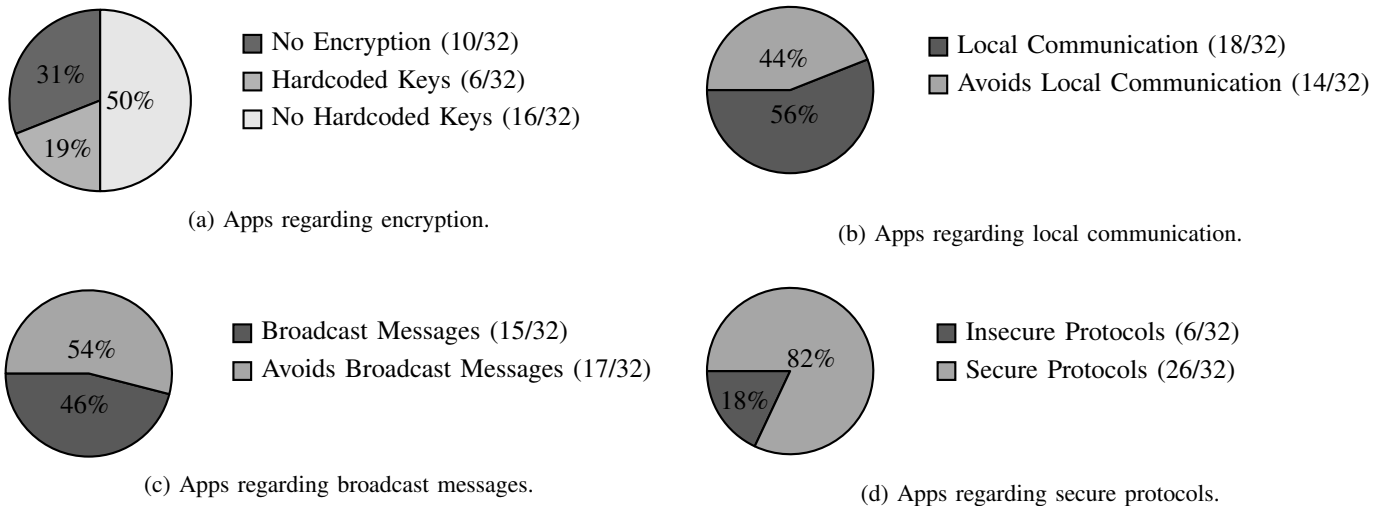 31%
50%
19%
No Encryption (10/32)
Hardcoded Keys (6/32)
No Hardcoded Keys (16/32)
(a) Apps regarding encryption.
44%
56%
Local Communication (18/32)
Avoids Local Communication (14/32)
(b) Apps regarding local communication.
54%
46%
Broadcast Messages (15/32)
Avoids Broadcast Messages (17/32)
(c) Apps regarding broadcast messages.
82%
18%
Insecure Protocols (6/32)
Secure Protocols (26/32)
(d) Apps regarding secure protocols.